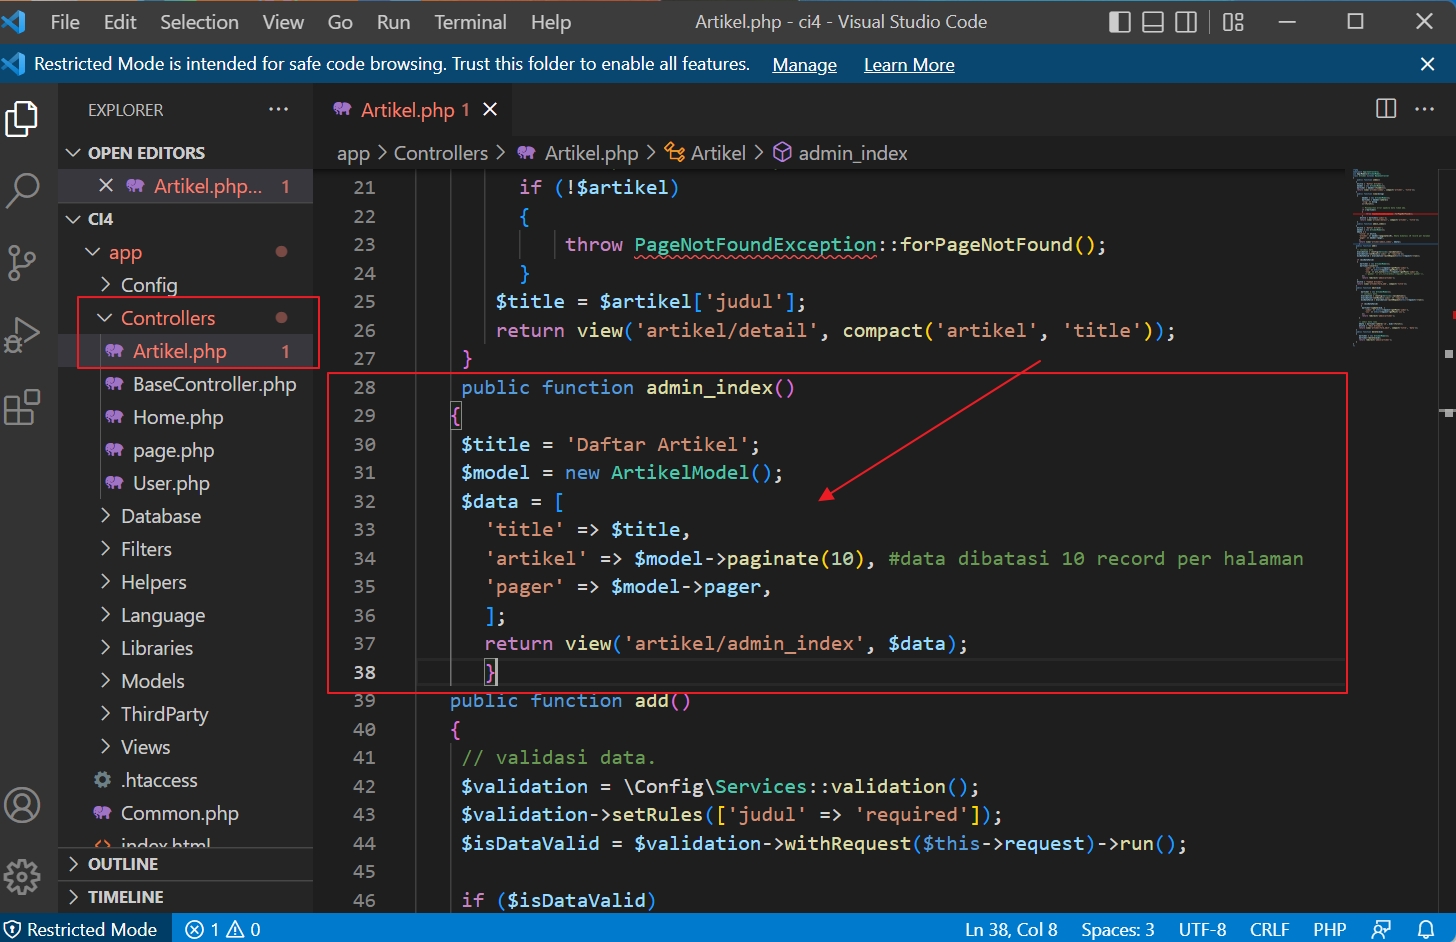 File Edit Selection View Go Run Terminal Help Artikel.php - ci4 - Visual Studio Code
Restricted Mode is intended for safe code browsing. Trust this folder to enable all features. Manage Learn More
EXPLORER
OPEN EDITORS
Artikel.php... 1
CI4
app
Config
Controllers
Artikel.php 1
BaseController.php
Home.php
page.php
User.php
Database
Filters
Helpers
Language
Libraries
Models
ThirdParty
Views
.htaccess
Common.php
index.html
OUTLINE
TIMELINE
Artikel.php 1
app > Controllers > Artikel.php > Artikel > admin_index
21 if (!$artikel)
22 {
23 throw PageNotFoundException::forPageNotFound();
24 }
25 $title = $artikel['judul'];
26 return view('artikel/detail', compact('artikel', 'title'));
27 }
28 public function admin_index()
29 {
30 $title = 'Daftar Artikel';
31 $model = new ArtikelModel();
32 $data = [
33 'title' => $title,
34 'artikel' => $model->paginate(10), #data dibatasi 10 record per halaman
35 'pager' => $model->pager,
36 ];
37 return view('artikel/admin_index', $data);
38 }
39 public function add()
40 {
41 // validasi data.
42 $validation = \Config\Services::validation();
43 $validation->setRules(['judul' => 'required']);
44 $isDataValid = $validation->withRequest($this->request)->run();
45
46 if ($isDataValid)
Restricted Mode 1 0 Ln 38, Col 8 Spaces: 3 UTF-8 CRLF PHP